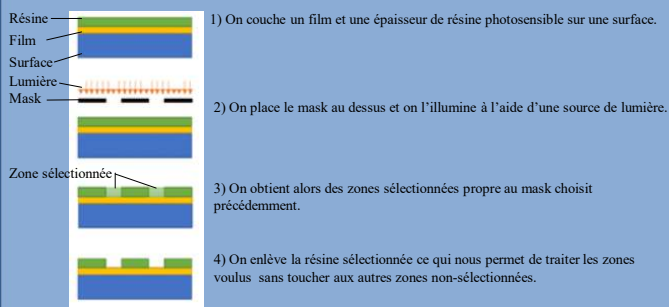 Résine
Film
Surface
1) On couche un film et une épaisseur de résine photosensible sur une surface.
Lumière
Mask
2) On place le mask au dessus et on l'illumine à l'aide d'une source de lumière.
Zone sélectionnée
3) On obtient alors des zones sélectionnées propre au mask choisit
précédemment.
4) On enlève la résine sélectionnée ce qui nous permet de traiter les zones
voulus sans toucher aux autres zones non-sélectionnées.